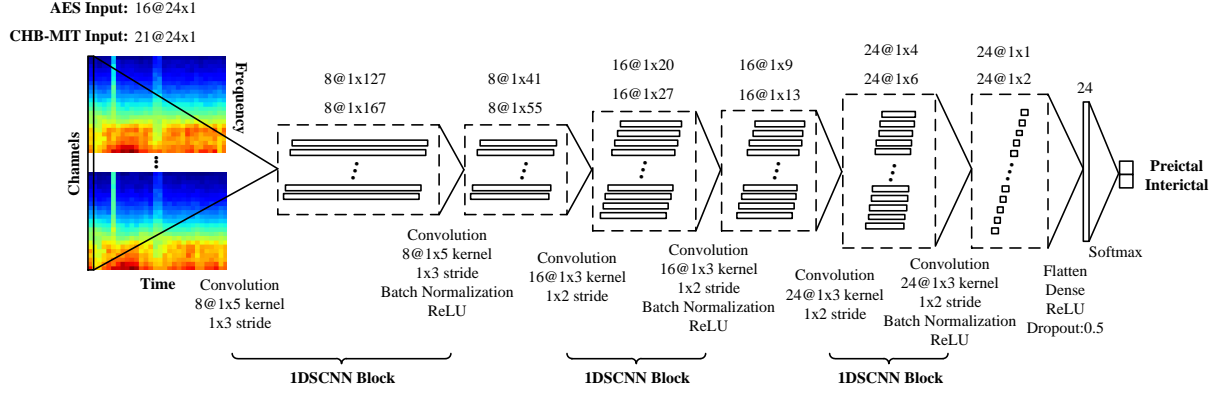 AES Input: 16@24x1
CHB-MIT Input: 21@24x1
Channels
Frequency
Time
8@1x127
8@1x167
8@1x41
8@1x55
16@1x20
16@1x27
16@1x9
16@1x13
24@1x4
24@1x6
24@1x1
24@1x2
24
Preictal
Interictal
Softmax
Convolution
8@1x5 kernel
1x3 stride
Convolution
8@1x5 kernel
1x3 stride
Batch Normalization
ReLU
Convolution
16@1x3 kernel
1x2 stride
Convolution
16@1x3 kernel
1x2 stride
Batch Normalization
ReLU
Convolution
24@1x3 kernel
1x2 stride
Convolution
24@1x3 kernel
1x2 stride
Batch Normalization
ReLU
Flatten
Dense
ReLU
Dropout:0.5
1DSCNN Block
1DSCNN Block
1DSCNN Block